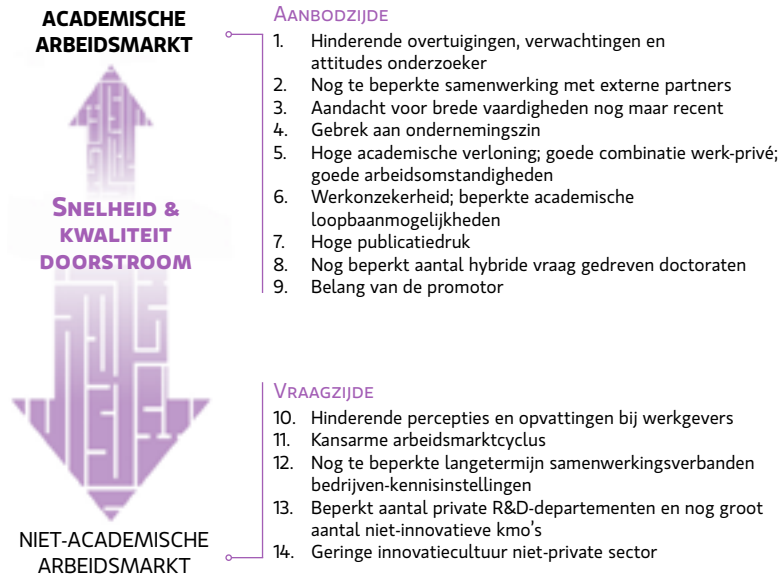 ACADEMISCHE
ARBEIDSMARKT
SNELHEID &
KWALITEIT
DOORSTROOM
NIET-ACADEMISCHE
ARBEIDSMARKT
AANBODZIJDE
1. Hinderende overtuigingen, verwachtingen en
attitudes onderzoeker
2. Nog te beperkte samenwerking met externe partners
3. Aandacht voor brede vaardigheden nog maar recent
4. Gebrek aan ondernemingszin
5. Hoge academische verloning; goede combinatie werk-privé;
goede arbeidsomstandigheden
6. Werkonzekerheid; beperkte academische
loopbaanmogelijkheden
7. Hoge publicatiedruk
8. Nog beperkt aantal hybride vraag gedreven doctoraten
9. Belang van de promotor
VRAAGZIJDE
10. Hinderende percepties en opvattingen bij werkgevers
11. Kansarme arbeidsmarktcyclus
12. Nog te beperkte langetermijn samenwerkingsverbanden
bedrijven-kennisinstellingen
13. Beperkt aantal private R&D-departementen en nog groot
aantal niet-innovatieve kmo's
14. Geringe innovatiecultuur niet-private sector